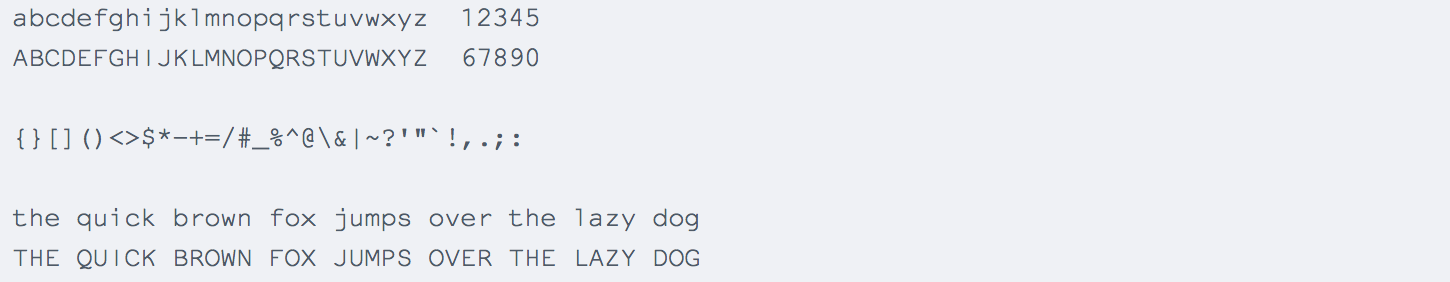 abcdefghijklmnopqrstuvwxyz  12345
ABCDEFGHIJKLMNOPQRSTUVWXYZ  67890
{}[]()<>$*-+=/#_%^@\&|~?'"`!,.;:
the quick brown fox jumps over the lazy dog
THE QUICK BROWN FOX JUMPS OVER THE LAZY DOG